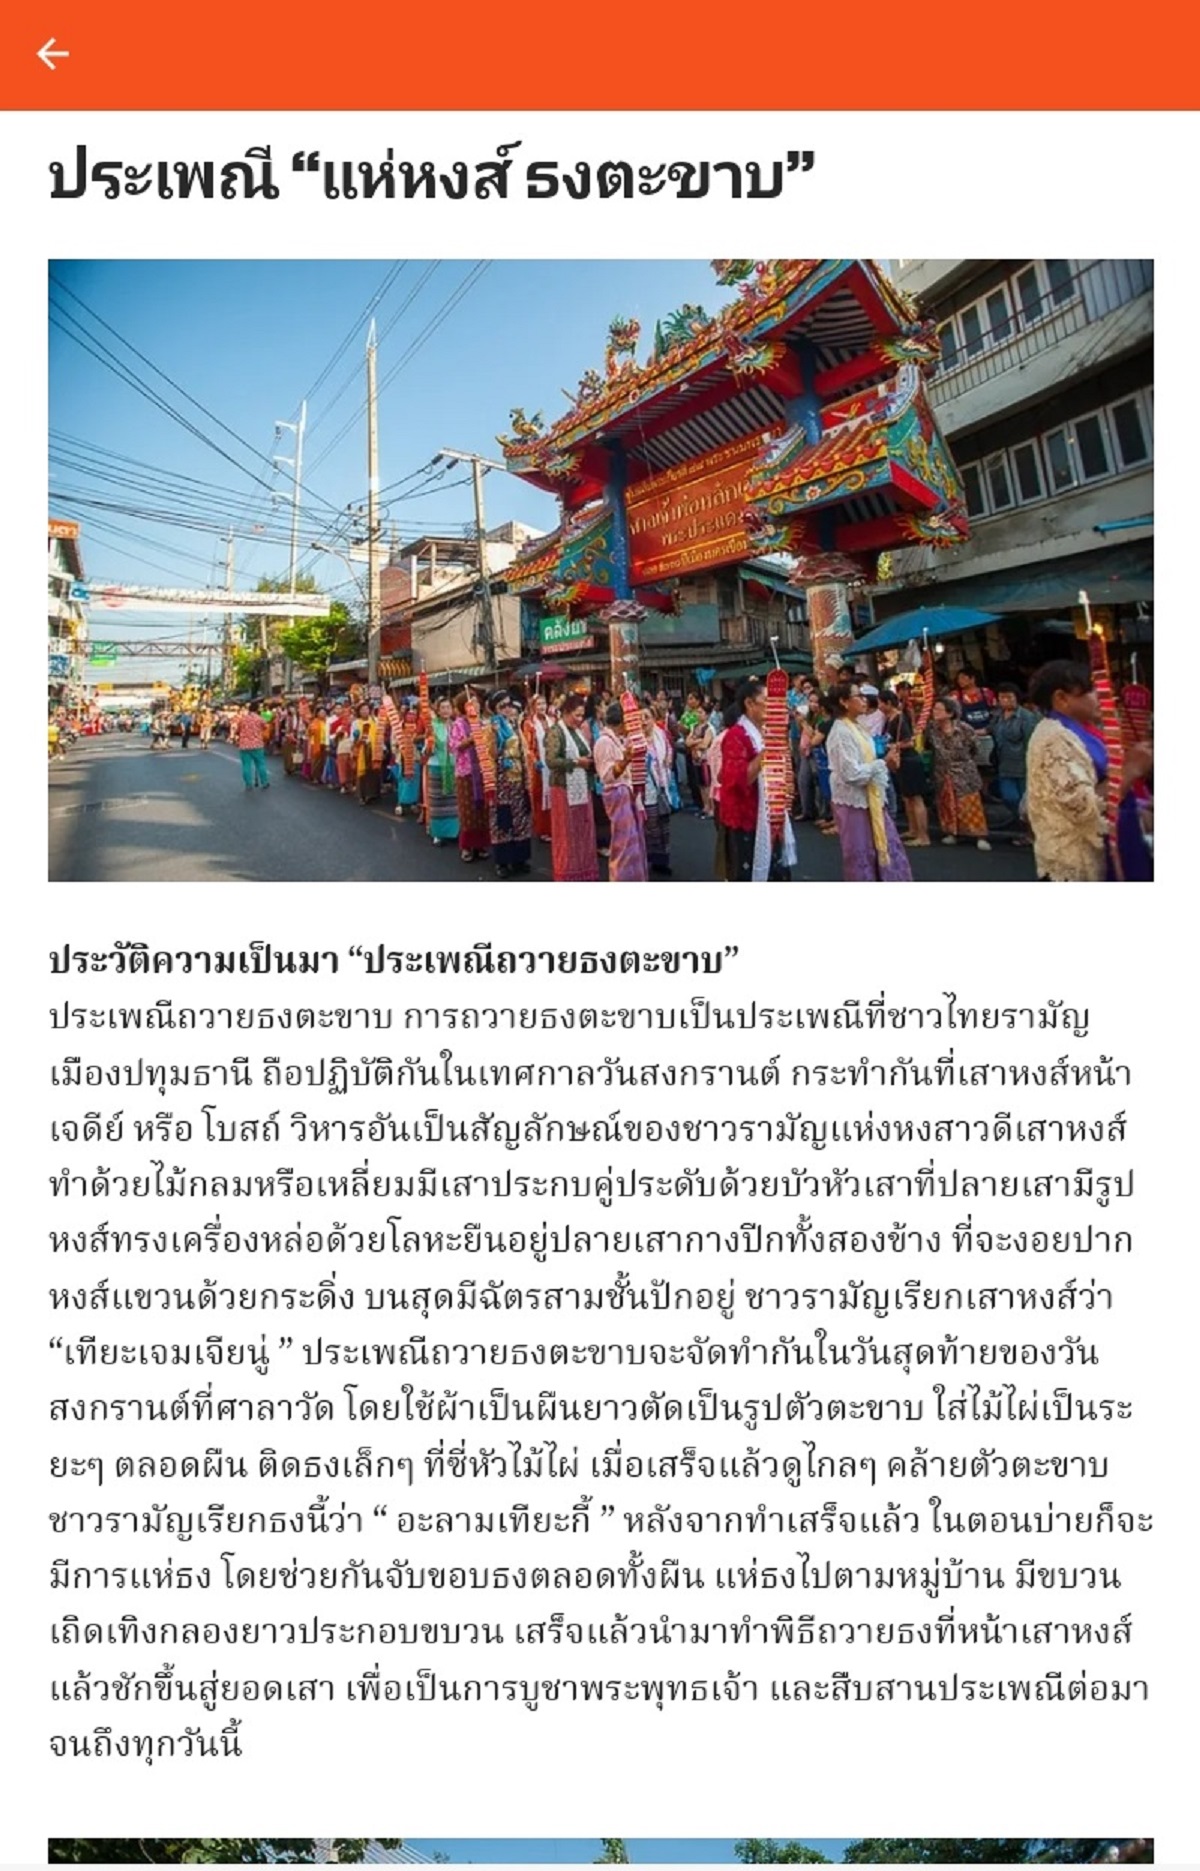 ประเพณี “แห่หงส์ ธงตะขาบ”
พระประแดง
คลังยา
ประวัติความเป็นมา “ประเพณีถวายธงตะขาบ”
ประเพณีถวายธงตะขาบ การถวายธงตะขาบเป็นประเพณีที่ชาวไทยรามัญ
เมืองปทุมธานี ถือปฏิบัติกันในเทศกาลวันสงกรานต์ กระทำกันที่เสาหงส์หน้า
เจดีย์ หรือ โบสถ์ วิหารอันเป็นสัญลักษณ์ของชาวรามัญแห่งหงสาวดีเสาหงส์
ทำด้วยไม้กลมหรือเหลี่ยมมีเสาประกบคู่ประดับด้วยบัวหัวเสาที่ปลายเสามีรูป
หงส์ทรงเครื่องหล่อด้วยโลหะยืนอยู่ปลายเสากางปีกทั้งสองข้าง ที่จะงอยปาก
หงส์แขวนด้วยกระดิ่ง บนสุดมีฉัตรสามชั้นปักอยู่ ชาวรามัญเรียกเสาหงส์ว่า
“เทียะเจมเจียนู่ ” ประเพณีถวายธงตะขาบจะจัดทำกันในวันสุดท้ายของวัน
สงกรานต์ที่ศาลาวัด โดยใช้ผ้าเป็นผืนยาวตัดเป็นรูปตัวตะขาบ ใส่ไม้ไผ่เป็นระ
ยะๆ ตลอดผืน ติดธงเล็กๆ ที่ซี่หัวไม้ไผ่ เมื่อเสร็จแล้วดูไกลๆ คล้ายตัวตะขาบ
ชาวรามัญเรียกธงนี้ว่า “ อะลามเทียะกี้ ” หลังจากทำเสร็จแล้ว ในตอนบ่ายก็จะ
มีการแห่ธง โดยช่วยกันจับขอบธงตลอดทั้งผืน แห่ธงไปตามหมู่บ้าน มีขบวน
เถิดเทิงกลองยาวประกอบขบวน เสร็จแล้วนำมาทำพิธีถวายธงที่หน้าเสาหงส์
แล้วชักขึ้นสู่ยอดเสา เพื่อเป็นการบูชาพระพุทธเจ้า และสืบสานประเพณีต่อมา
จนถึงทุกวันนี้